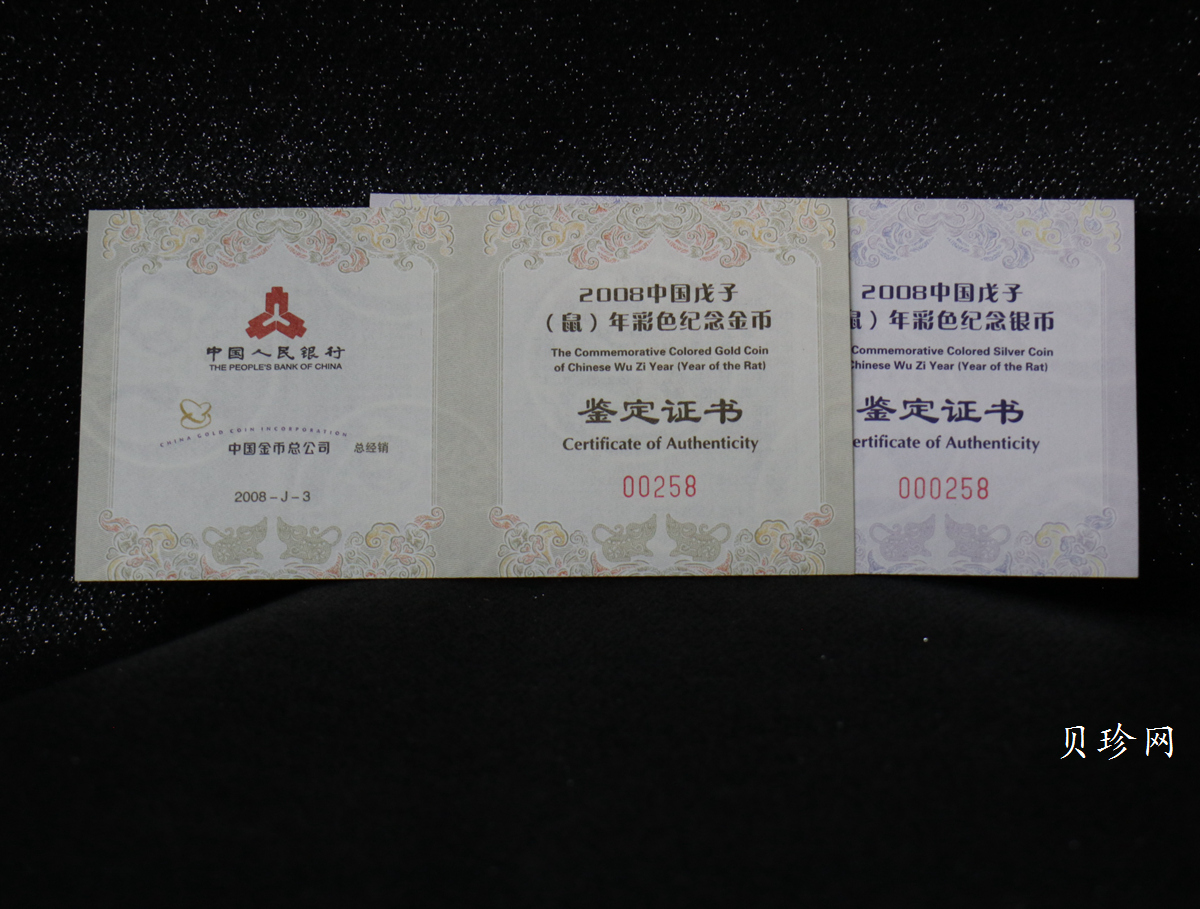 中国人民银行
THE PEOPLE'S BANK OF CHINA
CHINA GOLD COIN INCORPORATION
中国金币总公司 总经销
2008-J-3
2008中国戊子
（鼠）年彩色纪念金币
The Commemorative Colored Gold Coin
of Chinese Wu Zi Year (Year of the Rat)
鉴定证书
Certificate of Authenticity
00258
2008中国戊子
鼠）年彩色纪念银币
Commemorative Colored Silver Coin
Chinese Wu Zi Year (Year of the Rat)
鉴定证书
ertificate of Authenticity
000258
贝珍网